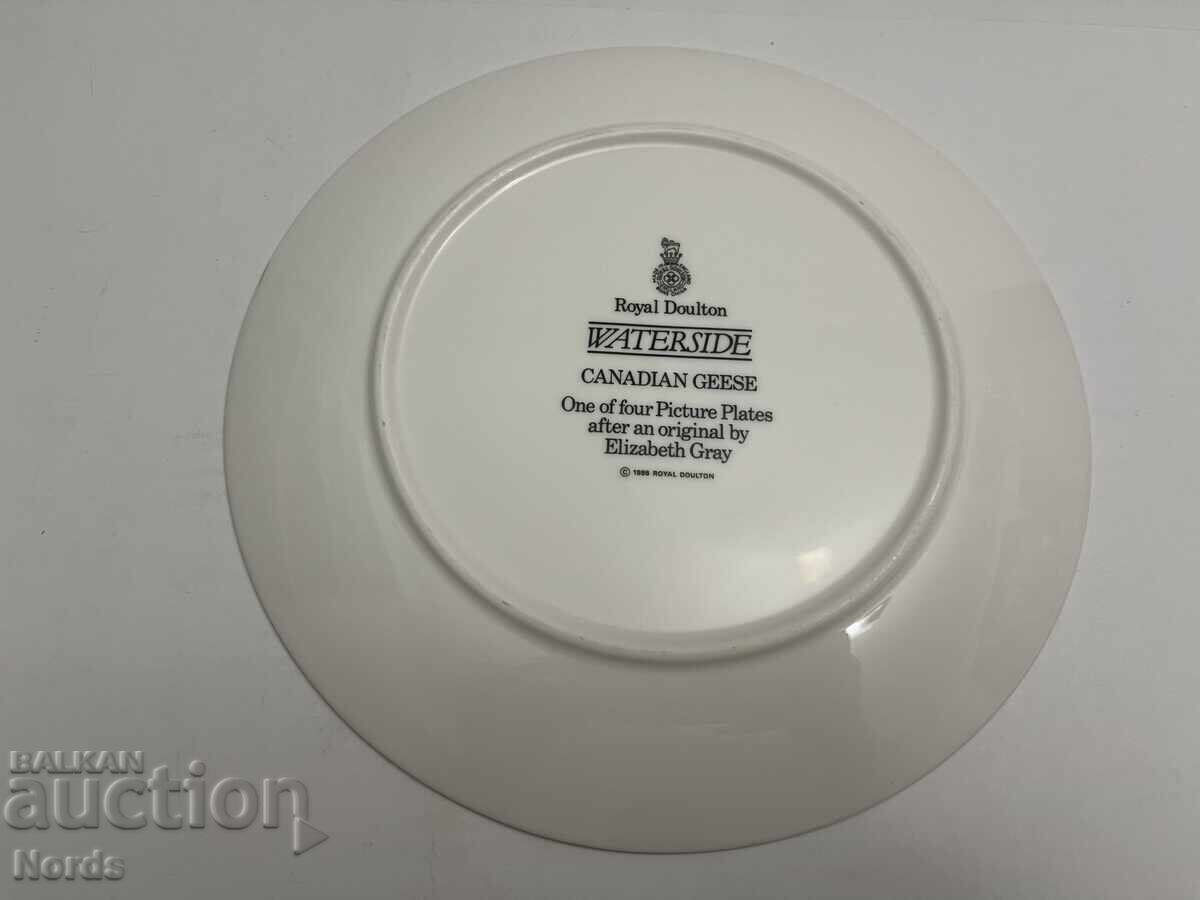 Royal Doulton
WATERSIDE
CANADIAN GEESE
One of four Picture Plates
after an original by
Elizabeth Gray
ROYAL DOULTON
BALKAN
auction
Nords